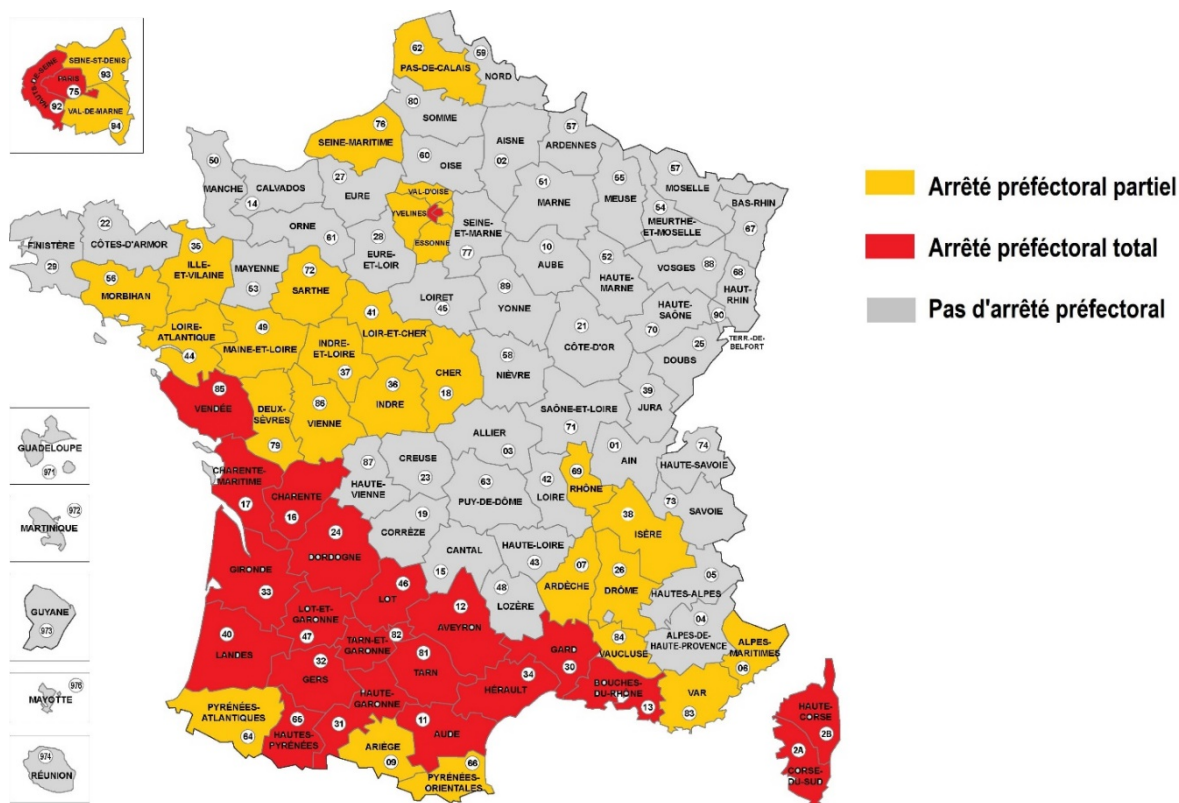 SEINE-ST-DENIS
93
HAUTS-DE-SEINE
PARIS
75
92
VAL-DE-MARNE
94
62
PAS-DE-CALAIS
59
NORD
80
SOMME
76
SEINE-MARITIME
AISNE
02
57
ARDENNES
60
OISE
50
MANCHE
CALVADOS
14
27
EURE
VAL-D'OISE
YVELINES
ESSONNE
51
MARNE
55
MEUSE
57
MOSELLE
54
MEURTHE-
ET-MOSELLE
BAS-RHIN
67
ORNE
61
28
EURE-
ET-LOIR
SEINE-
ET-MARNE
77
10
AUBE
52
HAUTE-
MARNE
VOSGES
88
68
HAUT-
RHIN
22
CÔTES-D'ARMOR
FINISTÈRE
29
35
ILLE-
ET-VILAINE
56
MORBIHAN
MAYENNE
53
72
SARTHE
LOIRET
45
89
YONNE
HAUTE-
SAÔNE
70
90
TERR.-DE-
BELFORT
41
LOIR-ET-CHER
LOIRE-
ATLANTIQUE
44
49
MAINE-ET-LOIRE
INDRE-
ET-LOIRE
37
CHER
18
36
INDRE
58
NIÈVRE
21
CÔTE-D'OR
25
DOUBS
39
JURA
85
VENDÉE
DEUX-
SÈVRES
79
86
VIENNE
SAÔNE-ET-LOIRE
71
ALLIER
03
01
AIN
74
HAUTE-SAVOIE
CHARENTE-
MARITIME
17
CHARENTE
16
87
HAUTE-
VIENNE
CREUSE
23
63
PUY-DE-DÔME
42
LOIRE
69
RHÔNE
73
SAVOIE
38
ISÈRE
19
CORRÈZE
24
DORDOGNE
CANTAL
15
HAUTE-LOIRE
43
07
ARDÈCHE
26
DRÔME
05
HAUTES-ALPES
GIRONDE
33
46
LOT
12
AVEYRON
48
LOZÈRE
04
ALPES-DE-
HAUTE-PROVENCE
LOT-ET-
GARONNE
47
TARN-ET-
GARONNE
82
40
LANDES
32
GERS
81
TARN
GARD
30
84
VAUCLUSE
ALPES-
MARITIMES
06
34
HÉRAULT
BOUCHES-
DU-RHÔNE
13
VAR
83
PYRÉNÉES-
ATLANTIQUES
64
65
HAUTES-
PYRÉNÉES
HAUTE-
GARONNE
31
11
AUDE
ARIÈGE
09
66
PYRÉNÉES-
ORIENTALES
HAUTE-
CORSE
2B
2A
CORSE-
DU-SUD
GUADELOUPE
971
972
MARTINIQUE
GUYANE
973
976
MAYOTTE
974
RÉUNION
Arrêté préféctoral partiel
Arrêté préféctoral total
Pas d'arrêté préfectoral